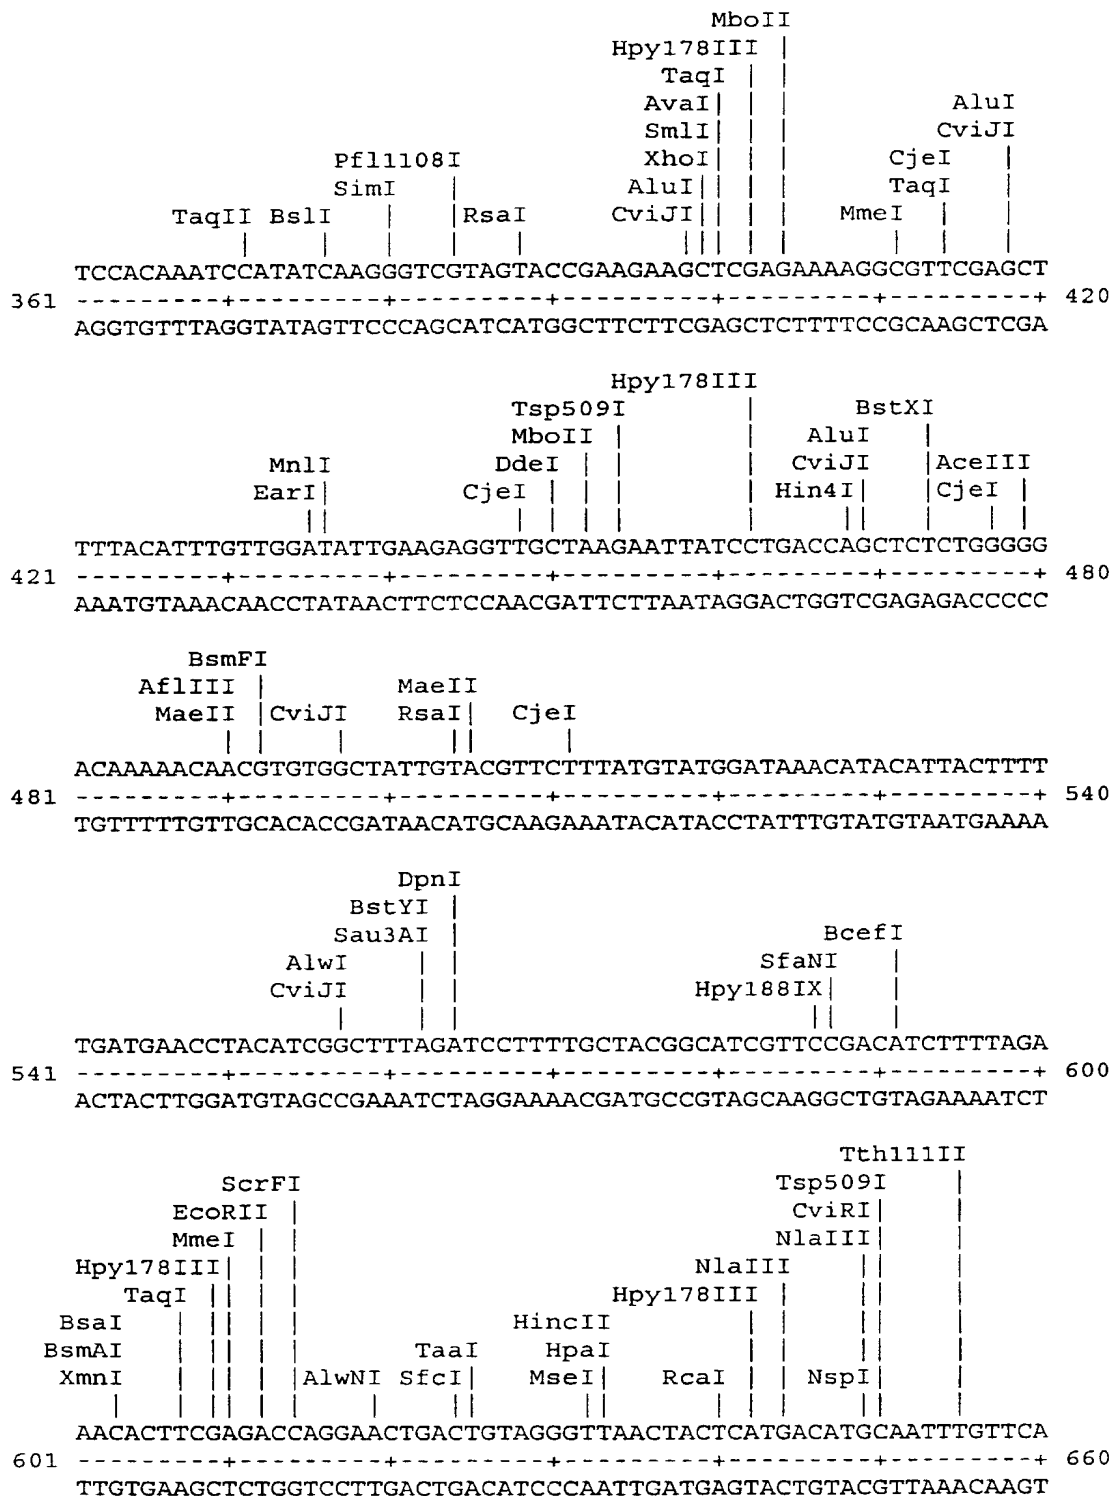 MboII
Hpy178III |
TaqI | |
AvaI| | |
SmlI| | | AluI
XhoI| | | CviJI
Pfl1108I CjeI |
SimI | AluI|| | | TaqI |
TaqII BslI | |RsaI CviJI|| | | MmeI | |
| | | | | ||| | | | | |
TCCACAAATCCATATCAAGGGTCGTAGTACCGAAGAAGCTCGAGAAAAGGCGTTCGAGCT
361 ---------+---------+---------+---------+---------+---------+ 420
AGGTGTTTAGGTATAGTTCCCAGCATCATGGCTTCTTCGAGCTCTTTTCCGCAAGCTCGA
Hpy178III
Tsp509I | BstXI
MboII | | AluI |
MnlI DdeI | | | CviJI | AceIII
EarI| CjeI | | | | Hin4I| | CjeI |
|| | | | | | || | | |
TTTACATTTGTTGGATATTGAAGAGGTTGCTAAGAATTATCCTGACCAGCTCTCTGGGGG
421 ---------+---------+---------+---------+---------+---------+ 480
AAATGTAAACAACCTATAACTTCTCCAACGATTCTTAATAGGACTGGTCGAGAGACCCCC
BsmFI
AflIII | MaeII
MaeII |CviJI RsaI| CjeI
| | | || |
ACAAAAACAACGTGTGGCTATTGTACGTTCTTTATGTATGGATAAACATACATTACTTTT
481 ---------+---------+---------+---------+---------+---------+ 540
TGTTTTTGTTGCACACCGATAACATGCAAGAAATACATACCTATTTGTATGTAATGAAAA
DpnI
BstYI |
Sau3AI | BcefI
AlwI | | SfaNI |
CviJI | | Hpy188IX| |
| | | || |
TGATGAACCTACATCGGCTTTAGATCCTTTTGCTACGGCATCGTTCCGACATCTTTTAGA
541 ---------+---------+---------+---------+---------+---------+ 600
ACTACTTGGATGTAGCCGAAATCTAGGAAAACGATGCCGTAGCAAGGCTGTAGAAAATCT
Tth111II
ScrFI Tsp509I |
EcoRII | CviRI| |
MmeI | | NlaIII| |
Hpy178III| | | NlaIII || |
TaqI || | | Hpy178III | || |
BsaI | || | | HincII | | || |
BsmAI | || | | TaaI HpaI | | || |
XmnI | || | | AlwNI SfcI| MseI| RcaI | | NspI| |
| | || | | | || || | | | || |
AACACTTCGAGACCAGGAACTGACTGTAGGGTTAACTACTCATGACATGCAATTTGTTCA
601 ---------+---------+---------+---------+---------+---------+ 660
TTGTGAAGCTCTGGTCCTTGACTGACATCCCAATTGATGAGTACTGTACGTTAAACAAGT